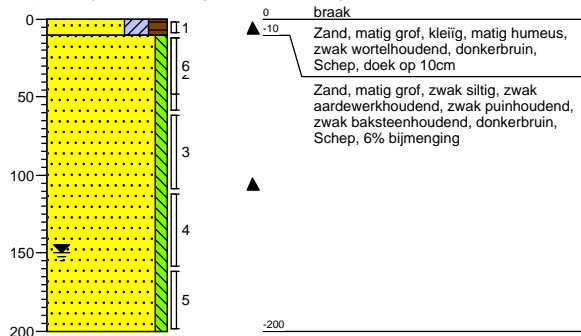 0
50
100
150
200
1
6
2
3
4
5
0
braak
-10
Zand, matig grof, kleiïg, matig humeus,
zwak wortelhoudend, donkerbruin,
Schep, doek op 10cm
Zand, matig grof, zwak siltig, zwak
aardewerkhoudend, zwak puinhoudend,
zwak baksteenhoudend, donkerbruin,
Schep, 6% bijmenging
-200